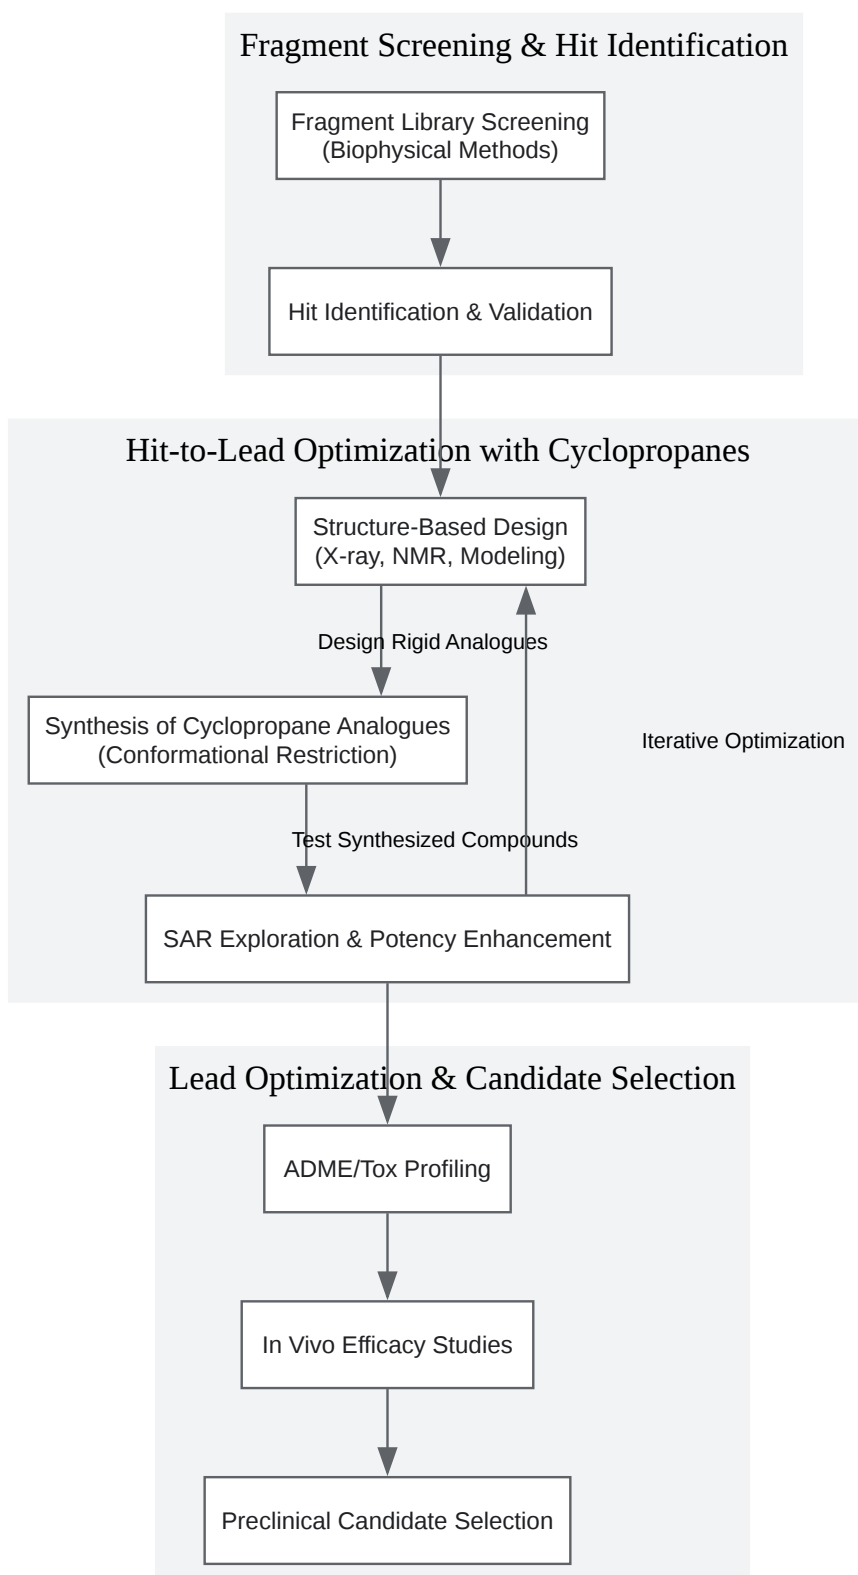 Fragment Screening & Hit Identification
Fragment Library Screening
(Biophysical Methods)
Hit Identification & Validation
Hit-to-Lead Optimization with Cyclopropanes
Structure-Based Design
(X-ray, NMR, Modeling)
Design Rigid Analogues
Synthesis of Cyclopropane Analogues
(Conformational Restriction)
Iterative Optimization
Test Synthesized Compounds
SAR Exploration & Potency Enhancement
Lead Optimization & Candidate Selection
ADME/Tox Profiling
In Vivo Efficacy Studies
Preclinical Candidate Selection